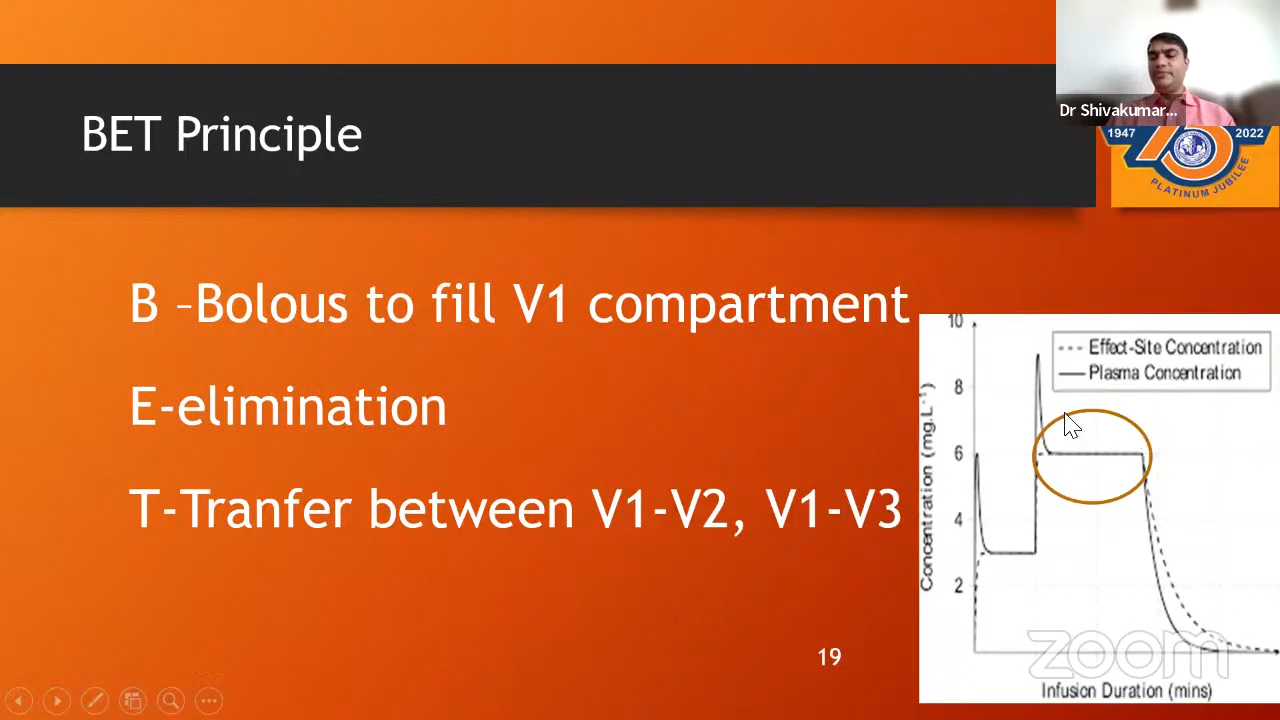 BET Principle
Dr Shivakumar...
1947
75
2022
PLATINUM JUBILEE
B –Bolous to fill V1 compartment
E-elimination
T-Tranfer between V1-V2, V1-V3
10
8
6
4
2
Concentration (mg.L⁻¹)
Effect-Site Concentration
Plasma Concentration
Infusion Duration (mins)
zoom
19